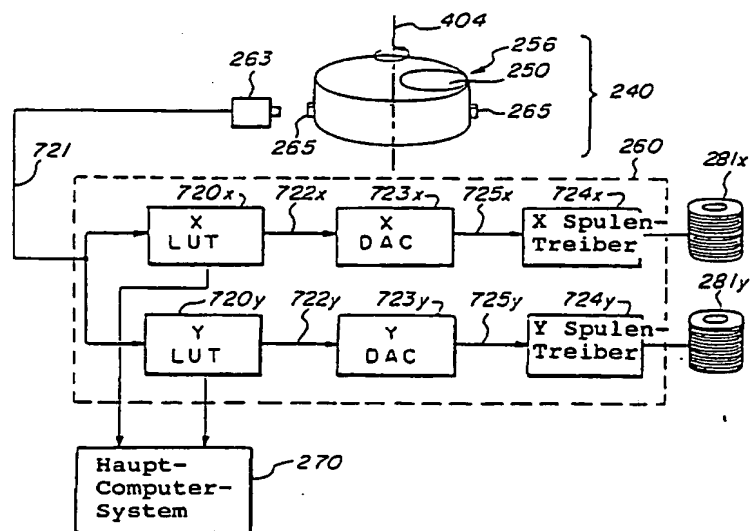 404
256
263
250
240
265
265
721
260
281x
720x
722x
723x
725x
724x
X
LUT
X
DAC
X Spulen-
Treiber
281y
720y
722y
723y
725y
724y
Y
LUT
Y
DAC
Y Spulen-
Treiber
Haupt-
Computer-
System
270